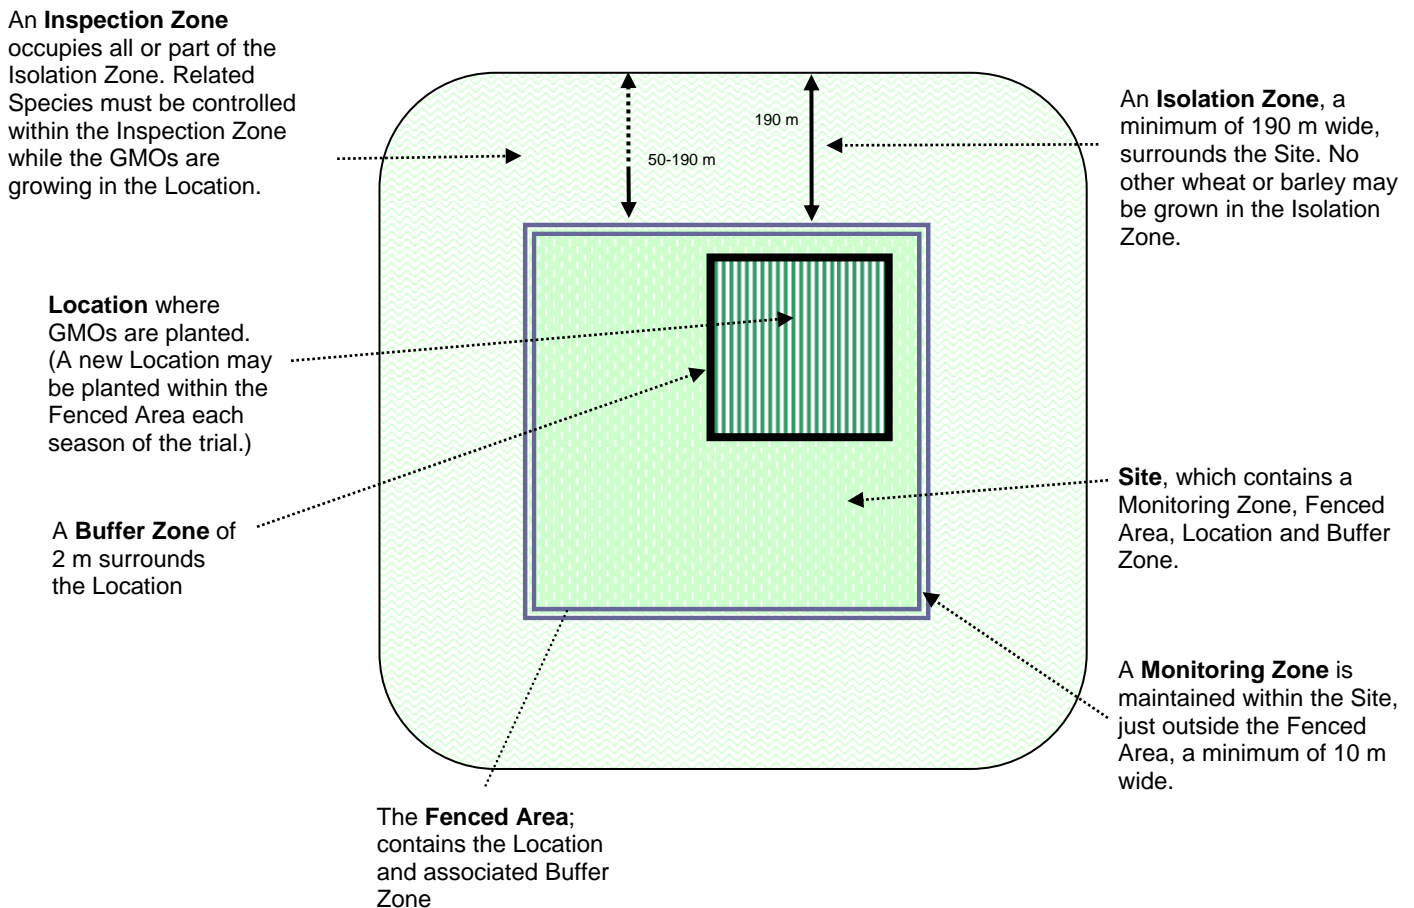 An Inspection Zone
occupies all or part of the
Isolation Zone. Related
Species must be controlled
within the Inspection Zone
while the GMOs are
growing in the Location.
190 m
50-190 m
An Isolation Zone, a
minimum of 190 m wide,
surrounds the Site. No
other wheat or barley may
be grown in the Isolation
Zone.
Location where
GMOs are planted.
(A new Location may
be planted within the
Fenced Area each
season of the trial.)
A Buffer Zone of
2 m surrounds
the Location
Site, which contains a
Monitoring Zone, Fenced
Area, Location and Buffer
Zone.
A Monitoring Zone is
maintained within the Site,
just outside the Fenced
Area, a minimum of 10 m
wide.
The Fenced Area;
contains the Location
and associated Buffer
Zone